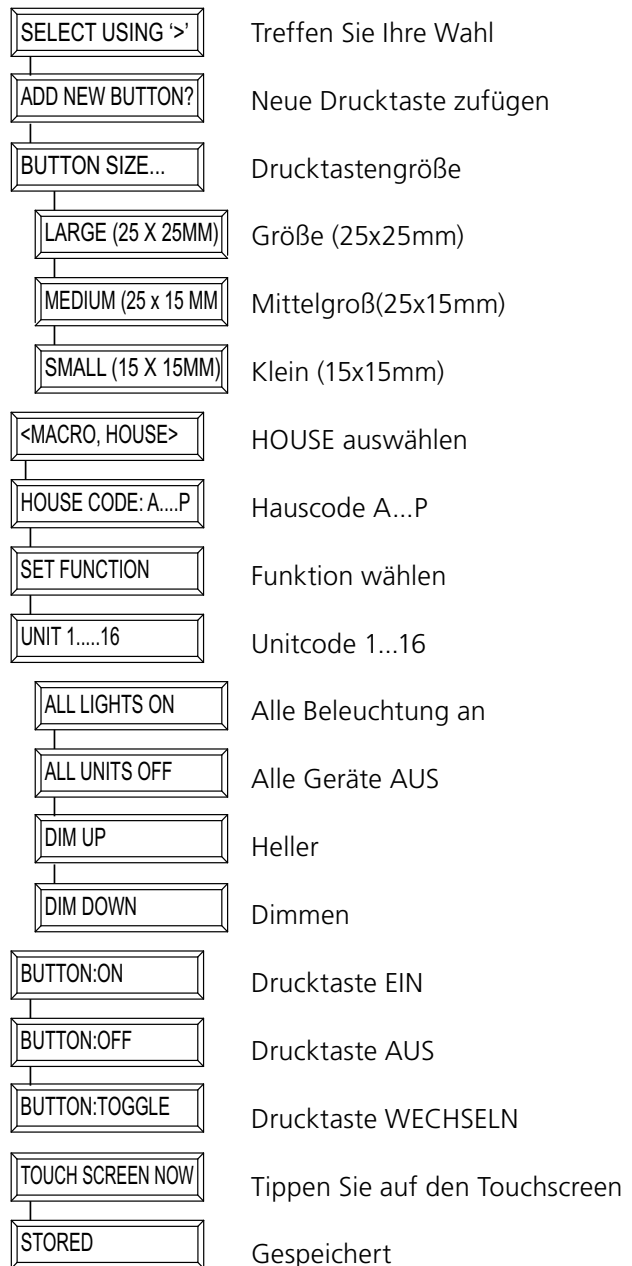 SELECT USING ‘>’ Treffen Sie Ihre Wahl
ADD NEW BUTTON? Neue Drucktaste zufügen
BUTTON SIZE... Drucktastengröße
LARGE (25 X 25MM) Größe (25x25mm)
MEDIUM (25 x 15 MM Mittelgroß(25x15mm)
SMALL (15 X 15MM) Klein (15x15mm)
<MACRO, HOUSE> HOUSE auswählen
HOUSE CODE: A....P Hauscode A...P
SET FUNCTION Funktion wählen
UNIT 1.....16 Unitcode 1...16
ALL LIGHTS ON Alle Beleuchtung an
ALL UNITS OFF Alle Geräte AUS
DIM UP Heller
DIM DOWN Dimmen
BUTTON:ON Drucktaste EIN
BUTTON:OFF Drucktaste AUS
BUTTON:TOGGLE Drucktaste WECHSELN
TOUCH SCREEN NOW Tippen Sie auf den Touchscreen
STORED Gespeichert